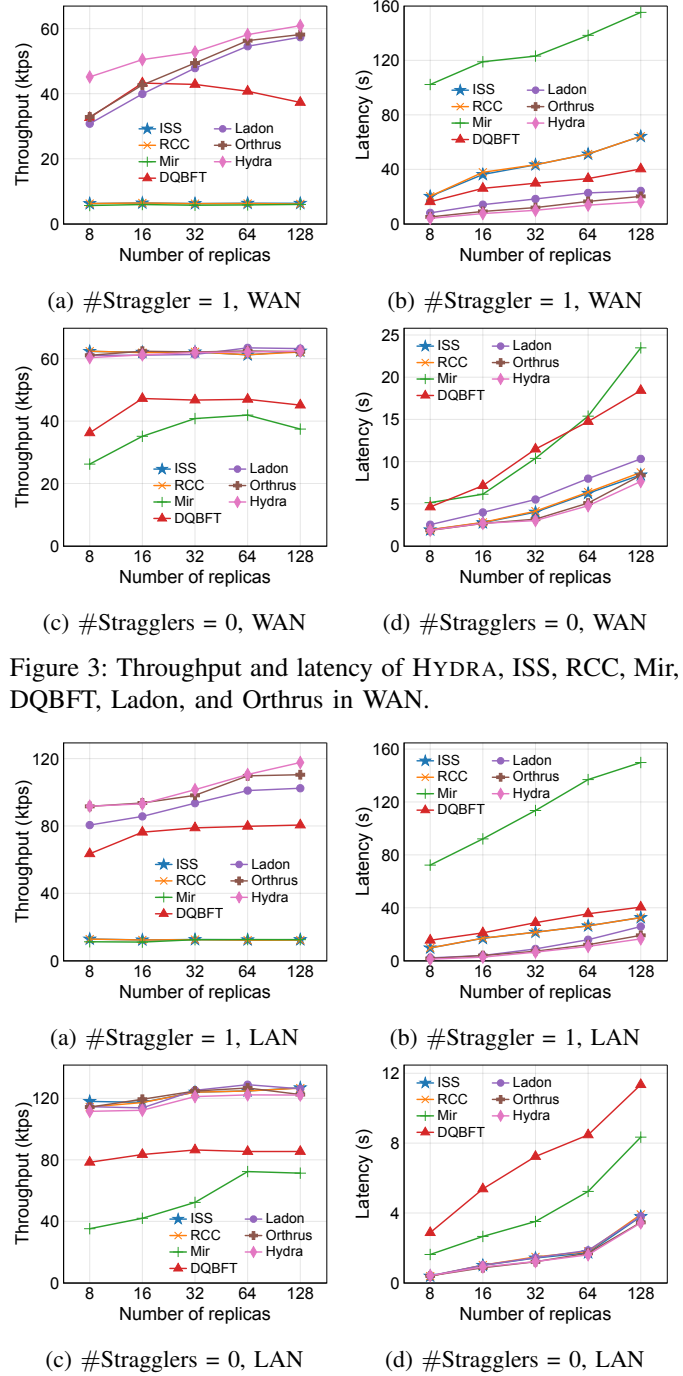 Throughput (ktps)
60
40
20
0
ISS
RCC
Mir
DQBFT
Ladon
Orthrus
Hydra
8 16 32 64 128
Number of replicas
(a) #Straggler = 1, WAN
Latency (s)
160
120
80
40
0
ISS
RCC
Mir
DQBFT
Ladon
Orthrus
Hydra
8 16 32 64 128
Number of replicas
(b) #Straggler = 1, WAN
Throughput (ktps)
60
40
20
0
ISS
RCC
Mir
DQBFT
Ladon
Orthrus
Hydra
8 16 32 64 128
Number of replicas
(c) #Stragglers = 0, WAN
Latency (s)
25
20
15
10
5
0
ISS
RCC
Mir
DQBFT
Ladon
Orthrus
Hydra
8 16 32 64 128
Number of replicas
(d) #Stragglers = 0, WAN
Figure 3: Throughput and latency of HYDRA, ISS, RCC, Mir,
DQBFT, Ladon, and Orthrus in WAN.
Throughput (ktps)
120
80
40
0
ISS
RCC
Mir
DQBFT
Ladon
Orthrus
Hydra
8 16 32 64 128
Number of replicas
(a) #Straggler = 1, LAN
Latency (s)
160
120
80
40
0
ISS
RCC
Mir
DQBFT
Ladon
Orthrus
Hydra
8 16 32 64 128
Number of replicas
(b) #Straggler = 1, LAN
Throughput (ktps)
120
80
40
0
ISS
RCC
Mir
DQBFT
Ladon
Orthrus
Hydra
8 16 32 64 128
Number of replicas
(c) #Stragglers = 0, LAN
Latency (s)
12
8
4
0
ISS
RCC
Mir
DQBFT
Ladon
Orthrus
Hydra
8 16 32 64 128
Number of replicas
(d) #Stragglers = 0, LAN